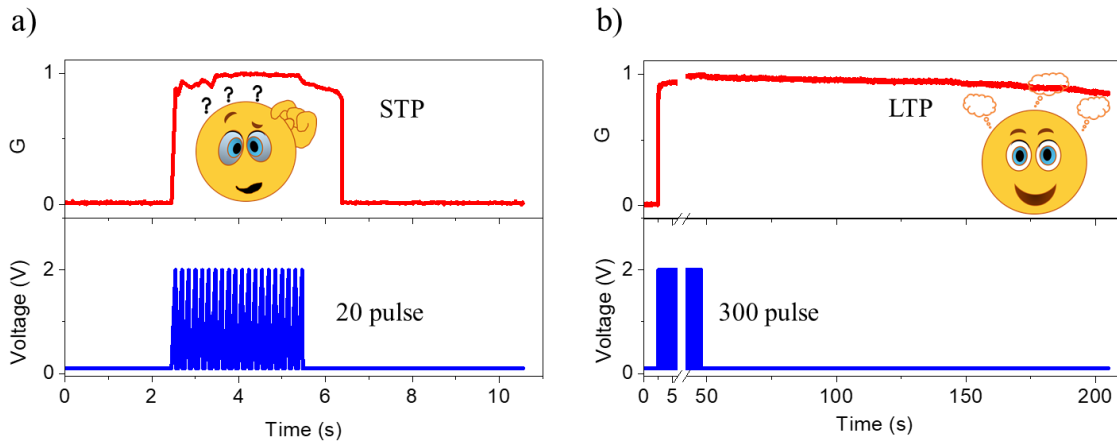 a)
1
G
0
? ? ?
STP
2
Voltage (V)
0
20 pulse
0 2 4 6 8 10
Time (s)
b)
1
G
0
LTP
2
Voltage (V)
0
300 pulse
0 5 50 100 150 200
Time (s)